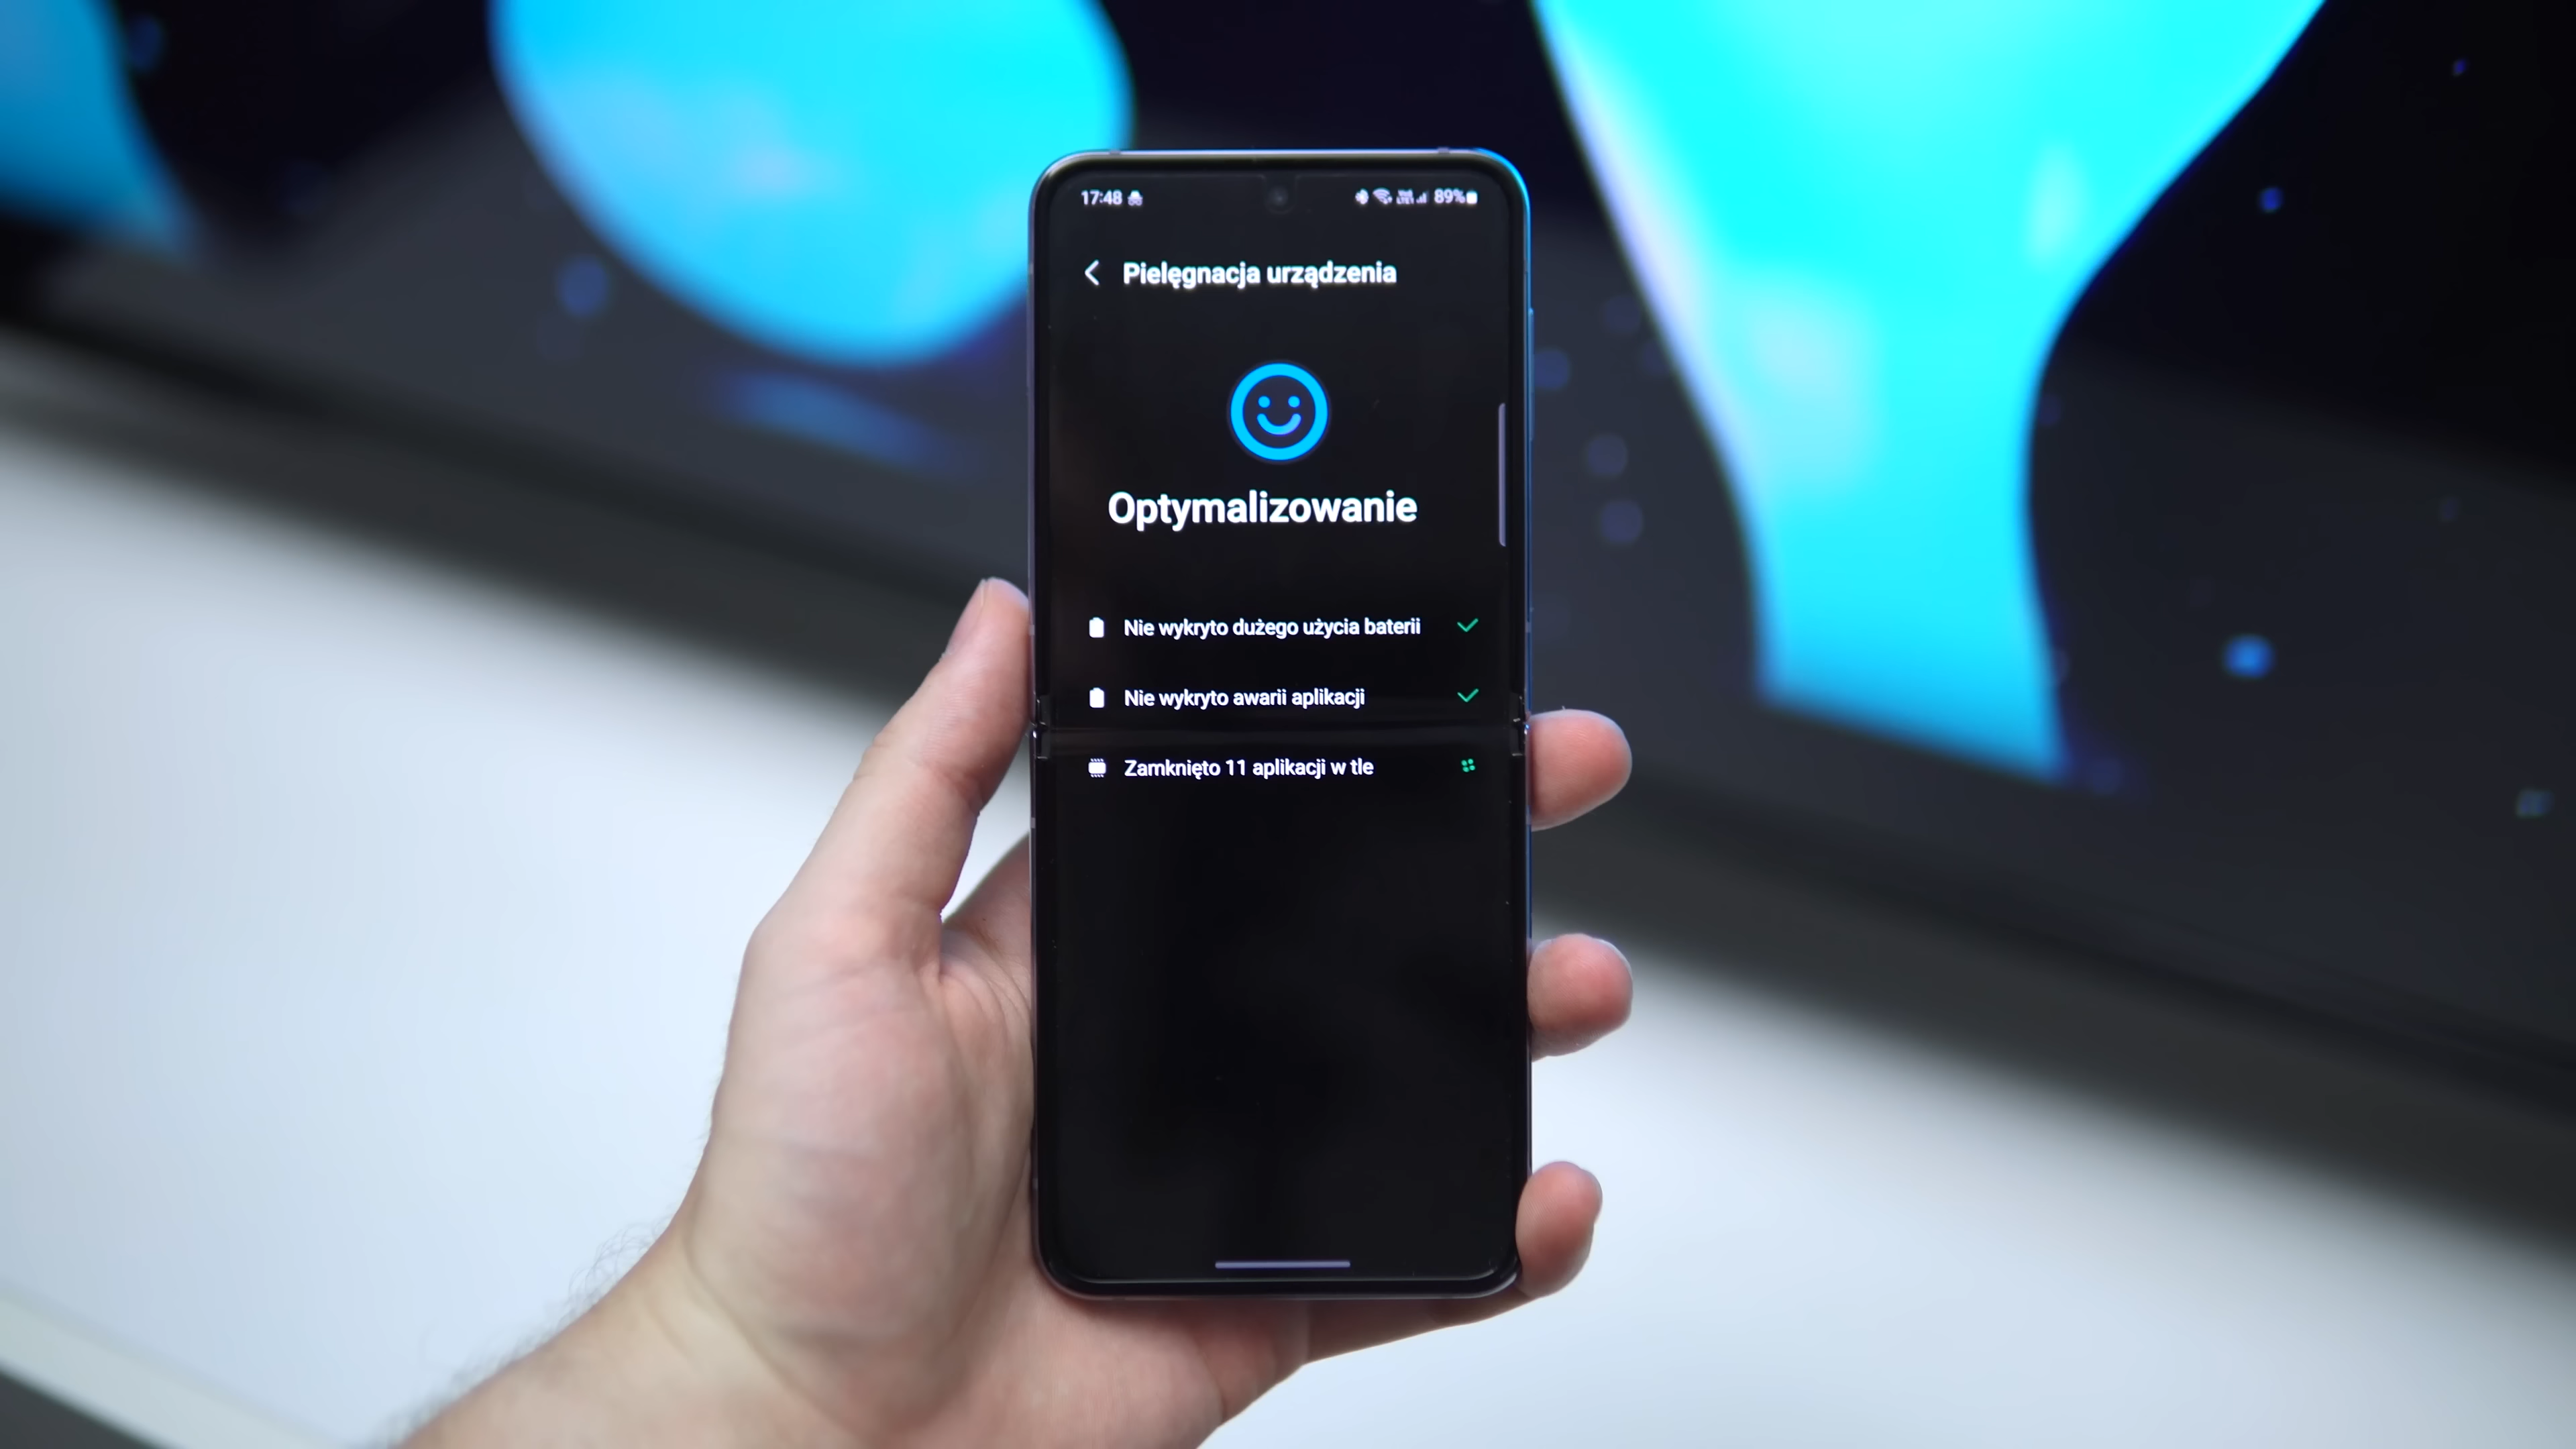 17:48 89%
Pielęgnacja urządzenia
Optymalizowanie
Nie wykryto dużego użycia baterii
Nie wykryto awarii aplikacji
Zamknięto 11 aplikacji w tle